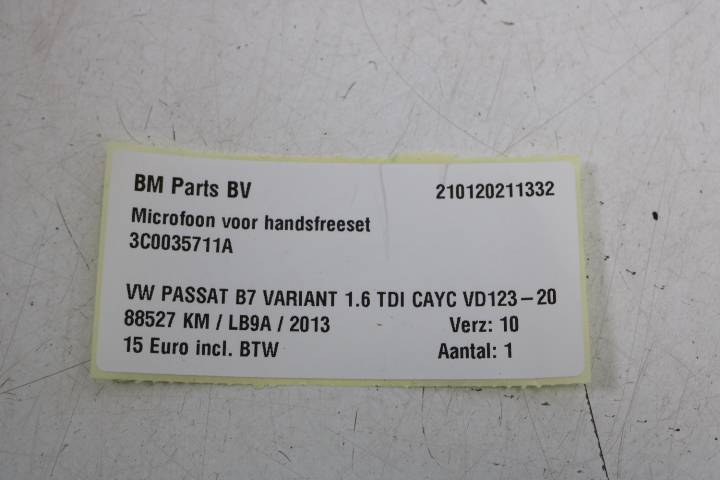 BM Parts BV 210120211332
Microfoon voor handsfreeset
3C0035711A
VW PASSAT B7 VARIANT 1.6 TDI CAYC VD123-20
88527 KM / LB9A / 2013 Verz: 10
15 Euro incl. BTW Aantal: 1